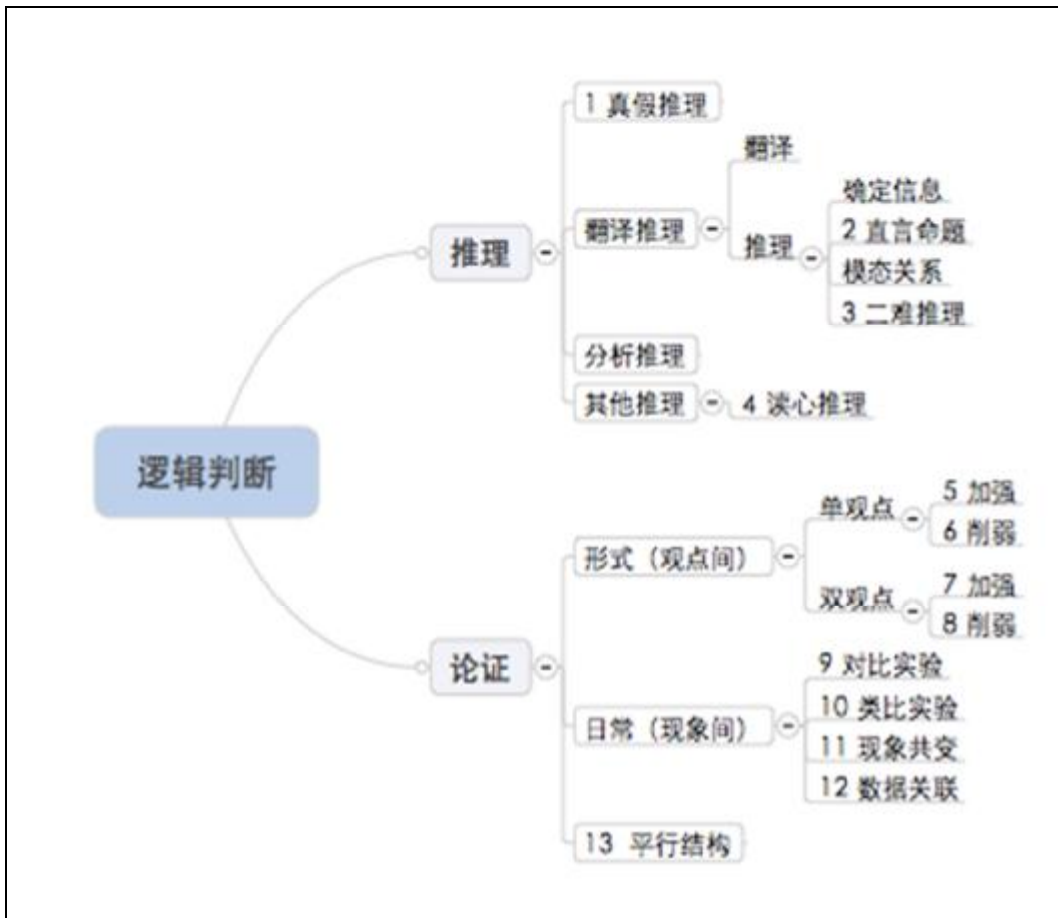 逻辑判断
推理
1 真假推理
翻译推理
翻译
推理
确定信息
2 直言命题
模态关系
3 二难推理
分析推理
其他推理
4 读心推理
论证
形式（观点间）
单观点
5 加强
6 削弱
双观点
7 加强
8 削弱
日常（现象间）
9 对比实验
10 类比实验
11 现象共变
12 数据关联
13 平行结构